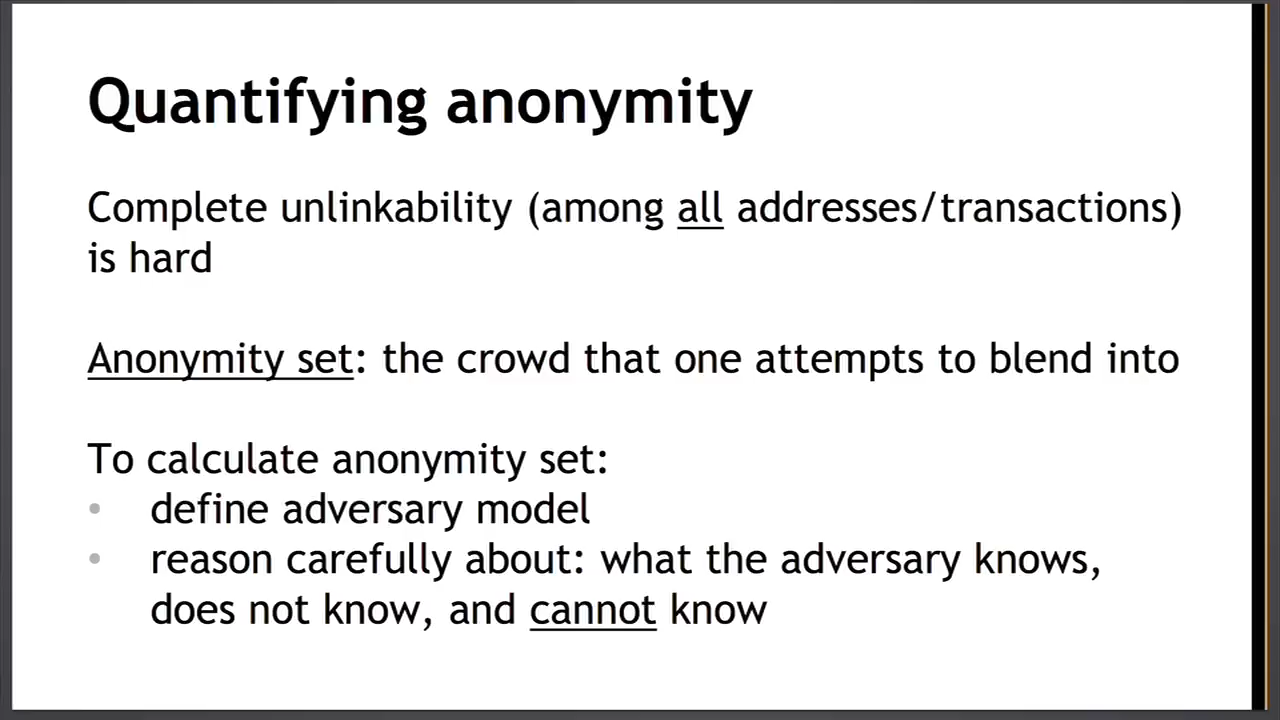 Quantifying anonymity
Complete unlinkability (among all addresses/transactions)
is hard
Anonymity set: the crowd that one attempts to blend into
To calculate anonymity set:
• define adversary model
• reason carefully about: what the adversary knows,
does not know, and cannot know